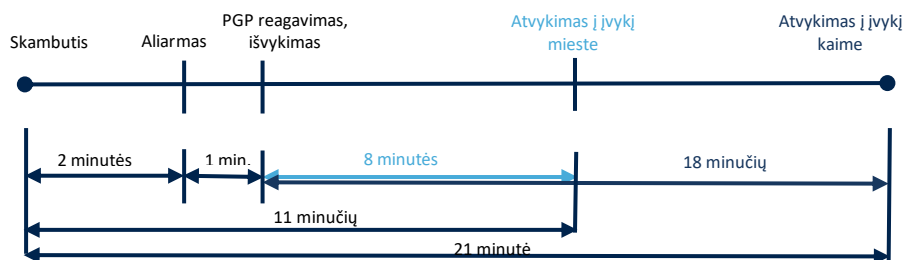 Skambutis
Aliarmas
PGP reagavimas,
išvykimas
Atvykimas į įvykį
mieste
Atvykimas į įvykį
kaime
2 minutės
1 min.
8 minutės
18 minučių
11 minučių
21 minutė